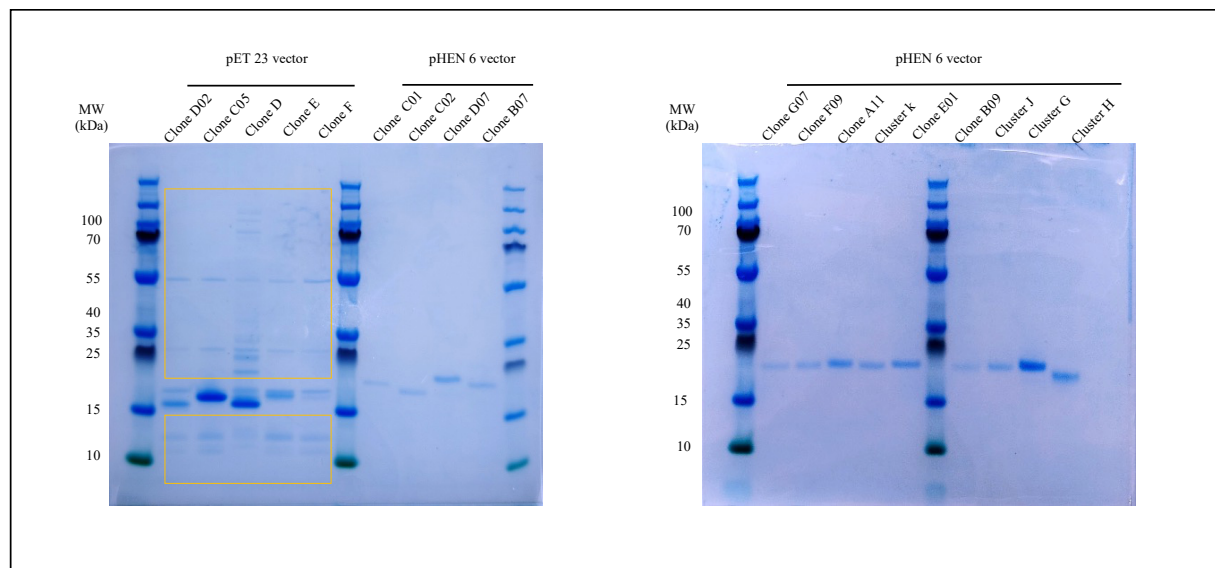 pET 23 vector
pHEN 6 vector
Clone D02
Clone C05
Clone D
Clone E
Clone F
Clone C01
Clone C02
Clone D07
Clone B07
MW
(kDa)
100
70
55
40
35
25
15
10
pHEN 6 vector
Clone G07
Clone F09
Clone A11
Cluster k
Clone E01
Clone B09
Cluster J
Cluster G
Cluster H
MW
(kDa)
100
70
55
40
35
25
15
10